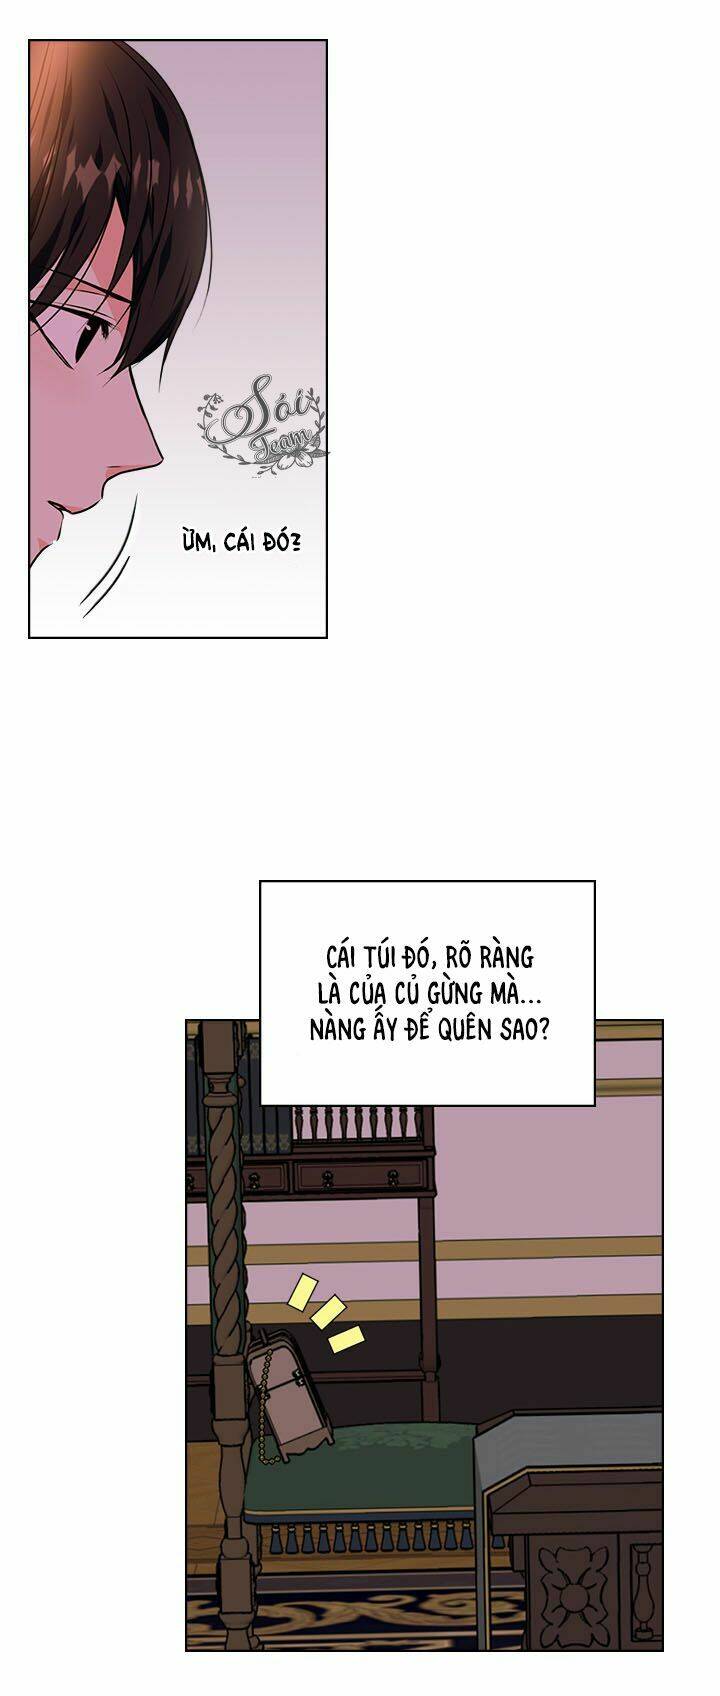 Sói
Team
ừm, cái đó?
CÁI TÚI ĐÓ, RÕ RÀNG
LÀ CỦA CỦ GỪNG MÀ...
NÀNG ẤY ĐỂ QUÊN SAO?